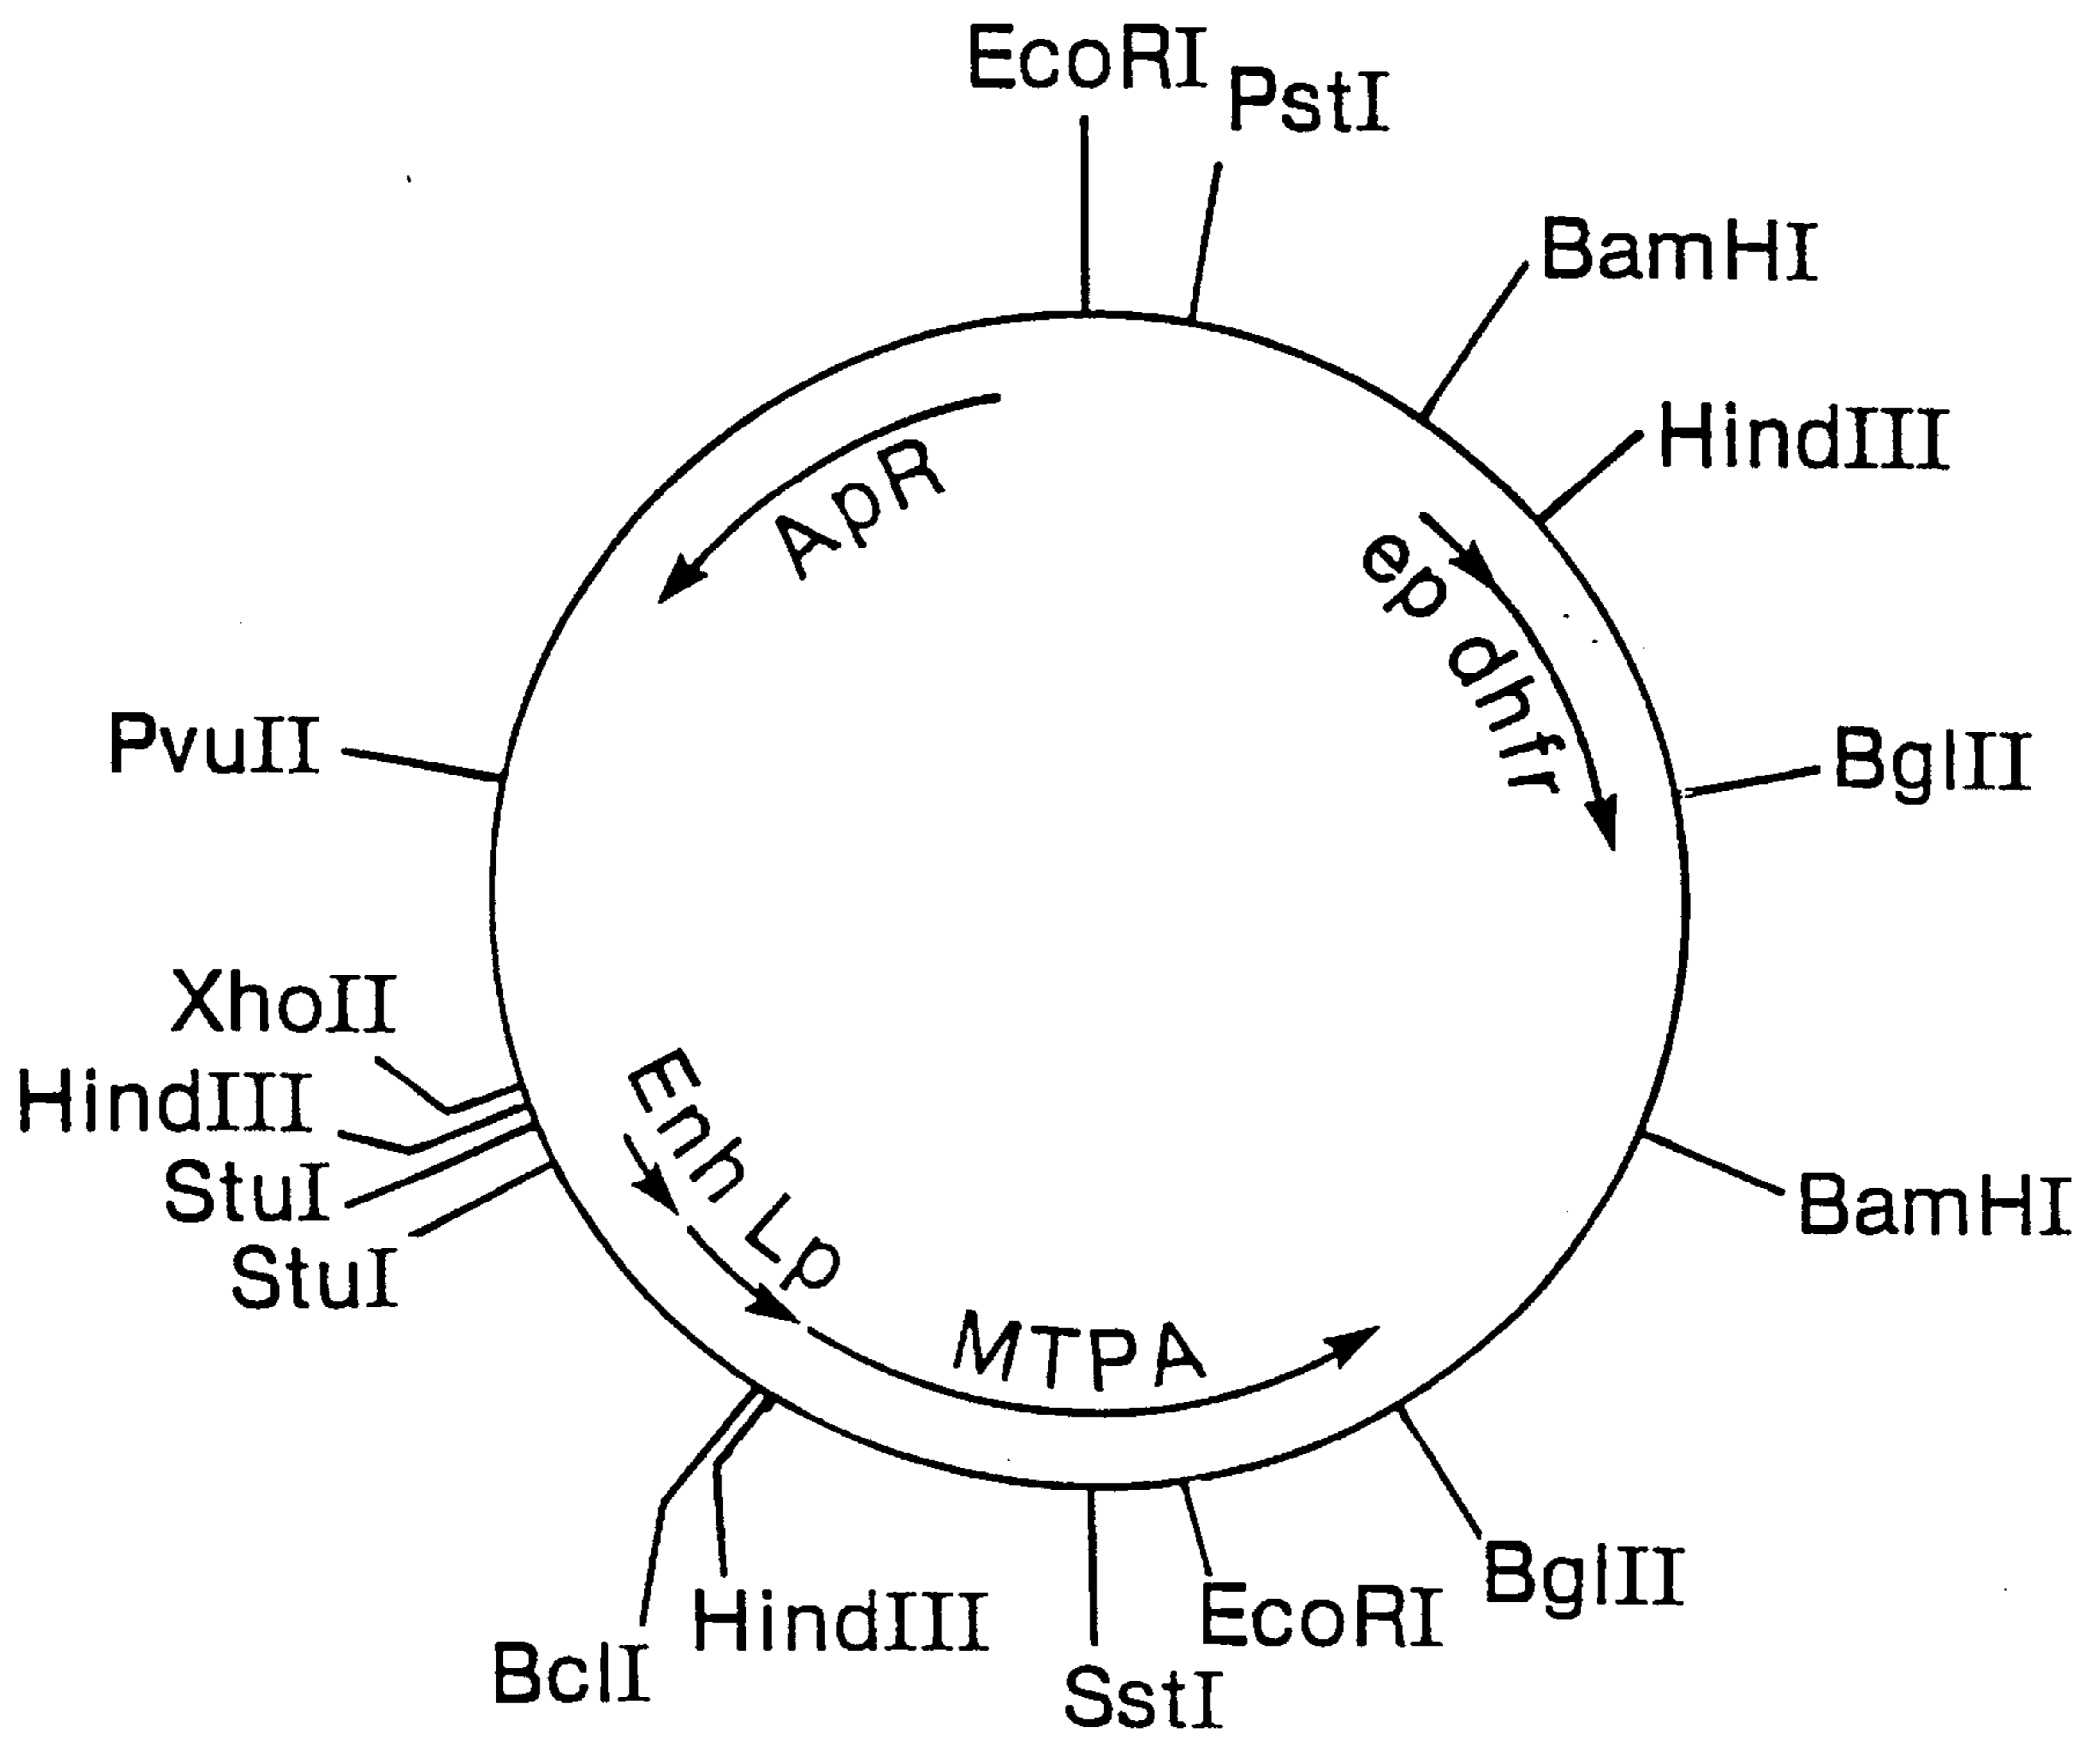 EcoRI
PstI
BamHI
HindIII
ApR
ep dhfr
PvuII
BglII
XhoII
HindIII
StuI
StuI
Enh Lp
BamHI
MTPA
BglII
EcoRI
HindIII
BclI
SstI